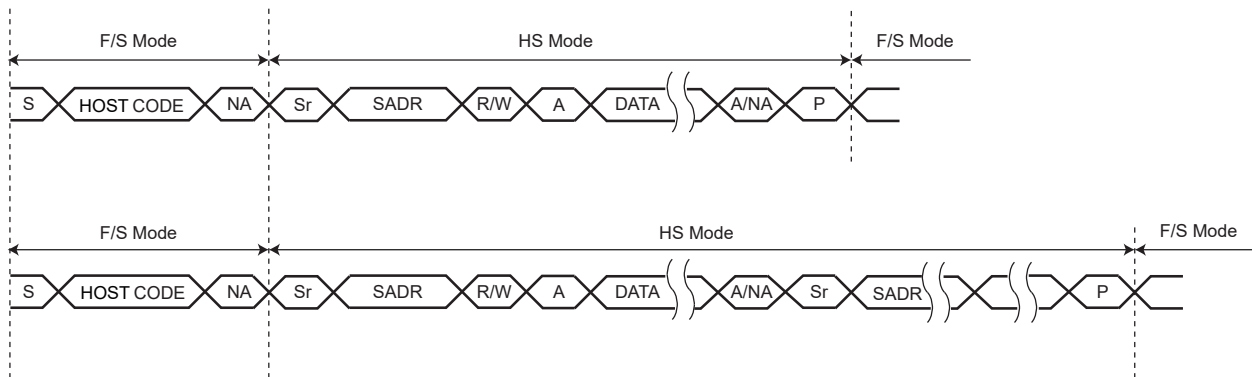 F/S Mode HS Mode F/S Mode
S HOST CODE NA Sr SADR R/W A DATA A/NA P
F/S Mode HS Mode F/S Mode
S HOST CODE NA Sr SADR R/W A DATA A/NA Sr SADR P